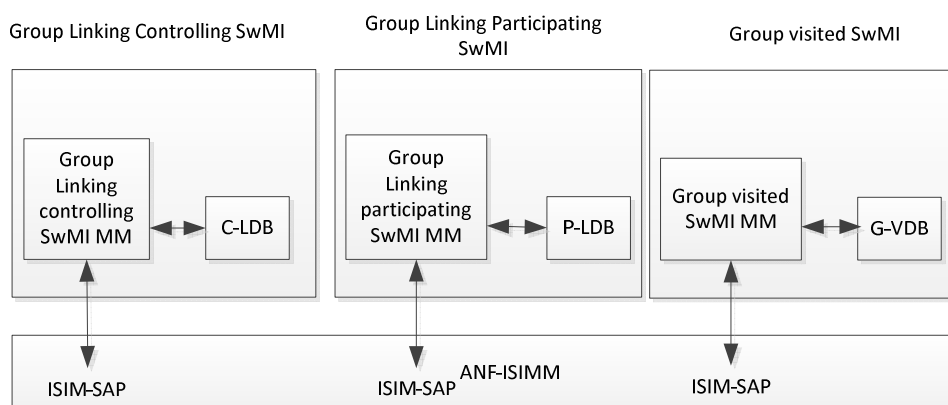 Group Linking Controlling SwMI
Group Linking Participating
SwMI
Group visited SwMI
Group
Linking
controlling
SwMI MM
C-LDB
Group
Linking
participating
SwMI MM
P-LDB
Group visited
SwMI MM
G-VDB
ISIM-SAP
ISIM-SAP
ANF-ISIMM
ISIM-SAP